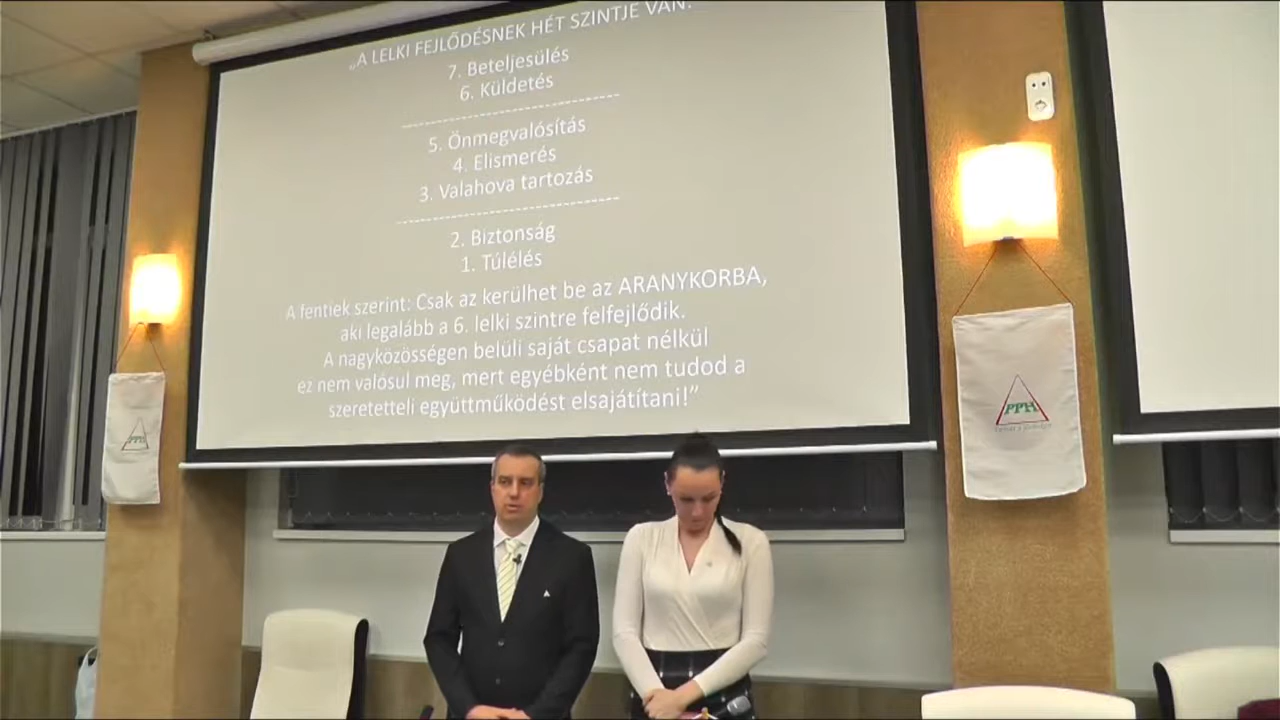 „A LELKI FEJLŐDÉSNEK HÉT SZINTJE VAN:
7. Beteljesülés
6. Küldetés
5. Önmegvalósítás
4. Elismerés
3. Valahova tartozás
2. Biztonság
1. Túlélés
A fentiek szerint: Csak az kerülhet be az ARANYKORBA,
aki legalább a 6. lelki szintre felfejlődik.
A nagyközösségen belüli saját csapat nélkül
ez nem valósul meg, mert egyébként nem tudod a
szeretetteli együttműködést elsajátítani!”
PPH
PPH